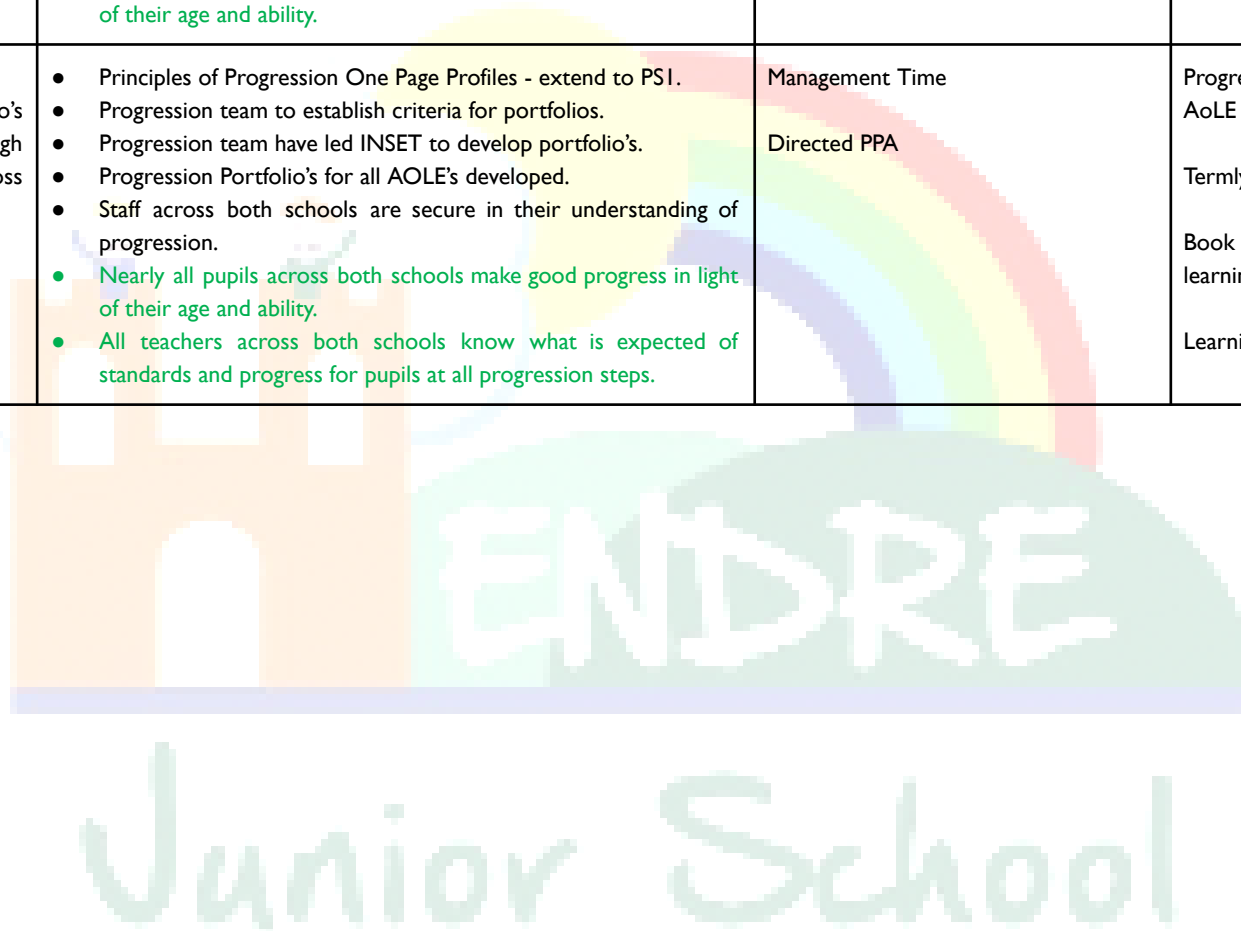 of their age and ability.
● Principles of Progression One Page Profiles - extend to PS1.
● Progression team to establish criteria for portfolios.
● Progression team have led INSET to develop portfolio's.
● Progression Portfolio's for all AOLE's developed.
● Staff across both schools are secure in their understanding of
progression.
● Nearly all pupils across both schools make good progress in light
of their age and ability.
● All teachers across both schools know what is expected of
standards and progress for pupils at all progression steps.
Management Time
Directed PPA
AoLE
Book
ENDRE
Junior School